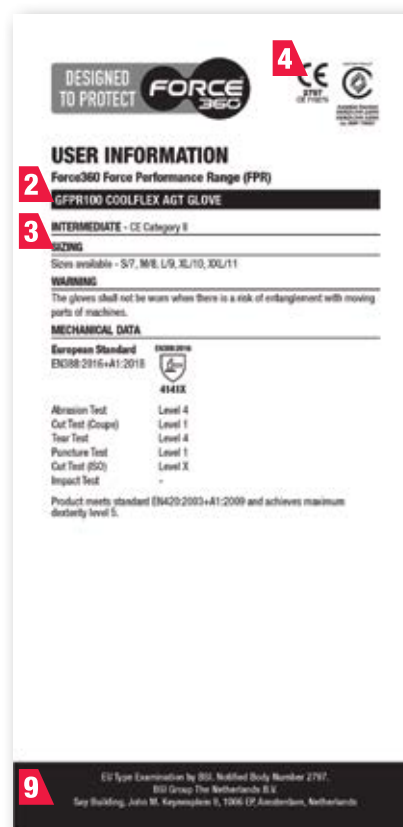 DESIGNED
TO PROTECT
FORCE
360
4
CE
2797
USER INFORMATION
Force360 Force Performance Range (FPR)
2
GFPR100 COOLFLEX AGT GLOVE
3
INTERMEDIATE - CE Category II
SIZING
Sizes available - S/7, M/8, L/9, XL/10, XXL/11
WARNING
The gloves shall not be worn when there is a risk of entanglement with moving
parts of machines.
MECHANICAL DATA
European Standard
EN388:2016+A1:2018
EN388:2016
4141X
Abrasion Test Level 4
Cut Test (Coupe) Level 1
Tear Test Level 4
Puncture Test Level 1
Cut Test (ISO) Level X
Impact Test -
Product meets standard EN420:2003+A1:2009 and achieves maximum
dexterity level 5.
9
EU Type Examination by BSI. Notified Body Number 2797.
BSI Group The Netherlands B.V.
Say Building, John M. Keynesplein 9, 1066 EP, Amsterdam, Netherlands